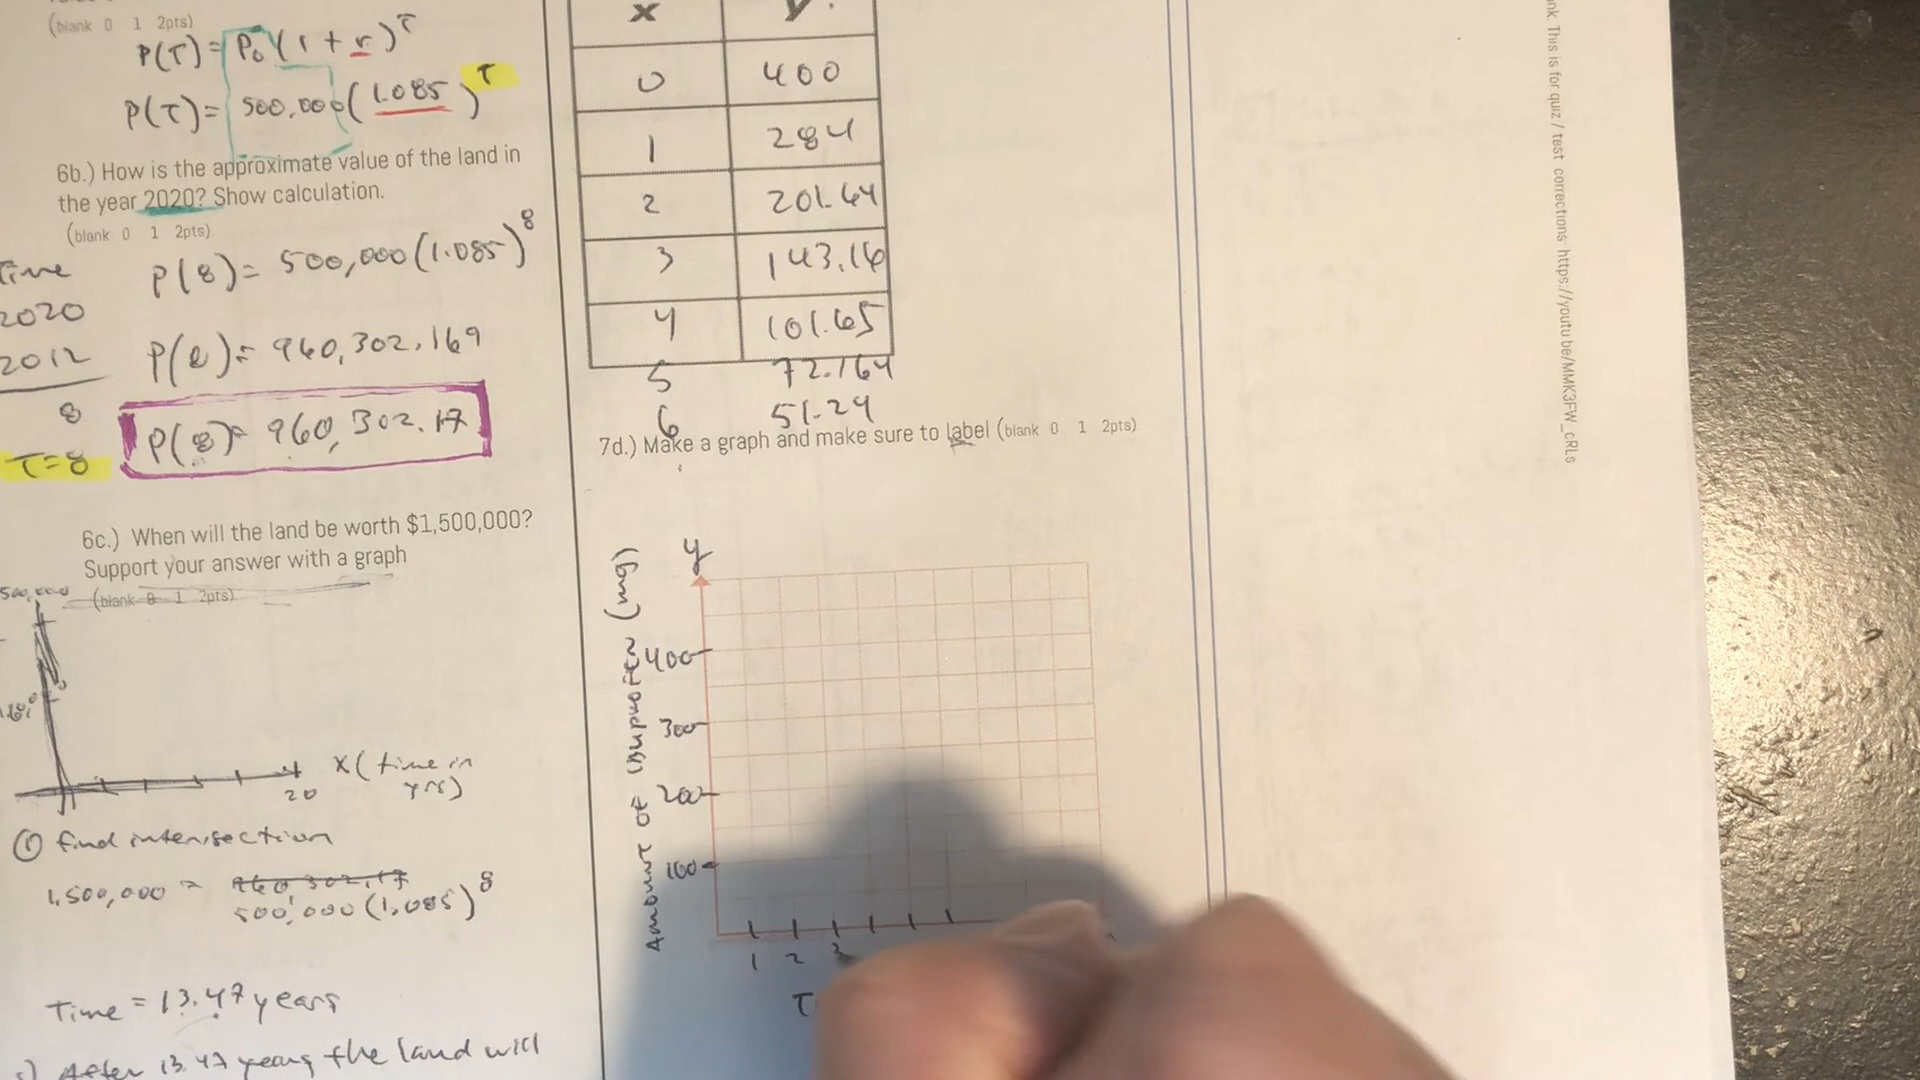 (blank 0 1 2pts)
P(T) = P₀ (1 + r)ᵀ
P(T) = 500,000 (1.085)ᵀ
6b.) How is the approximate value of the land in
the year 2020? Show calculation.
(blank 0 1 2pts)
P(8) = 500,000 (1.085)⁸
Time
2020
2012
8
T=8
P(8) = 960,302.169
P(8) = 960,302.17
6c.) When will the land be worth $1,500,000?
Support your answer with a graph
(blank 0 1 2pts)
500,000
20
x (time in
yrs)
① find intersection
1,500,000 = 960 302.17
500,000 (1.085)⁸
Time = 13.47 years
After 13.47 years the land will
x y
0 400
1 284
2 201.64
3 143.16
4 101.65
5 72.164
6 51.24
7d.) Make a graph and make sure to label (blank 0 1 2pts)
y
Amount of Ibuprofen (mg)
400
300
200
100
1 2 3
T
This is for quiz / test corrections https://youtu.be/MMK3FW_cRLs